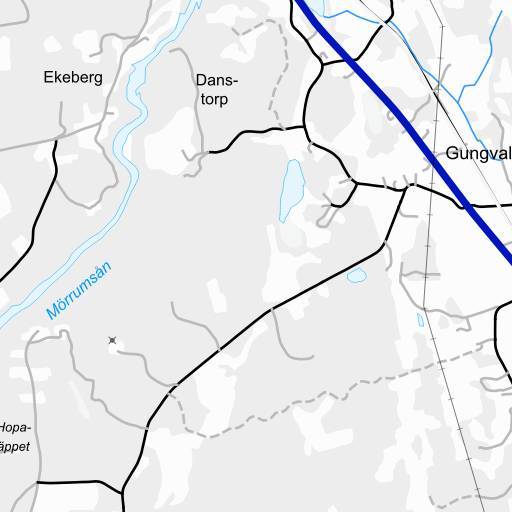 Ekeberg
Dans-
torp
Gungval
Mörrumsån
Hopa-
äppet